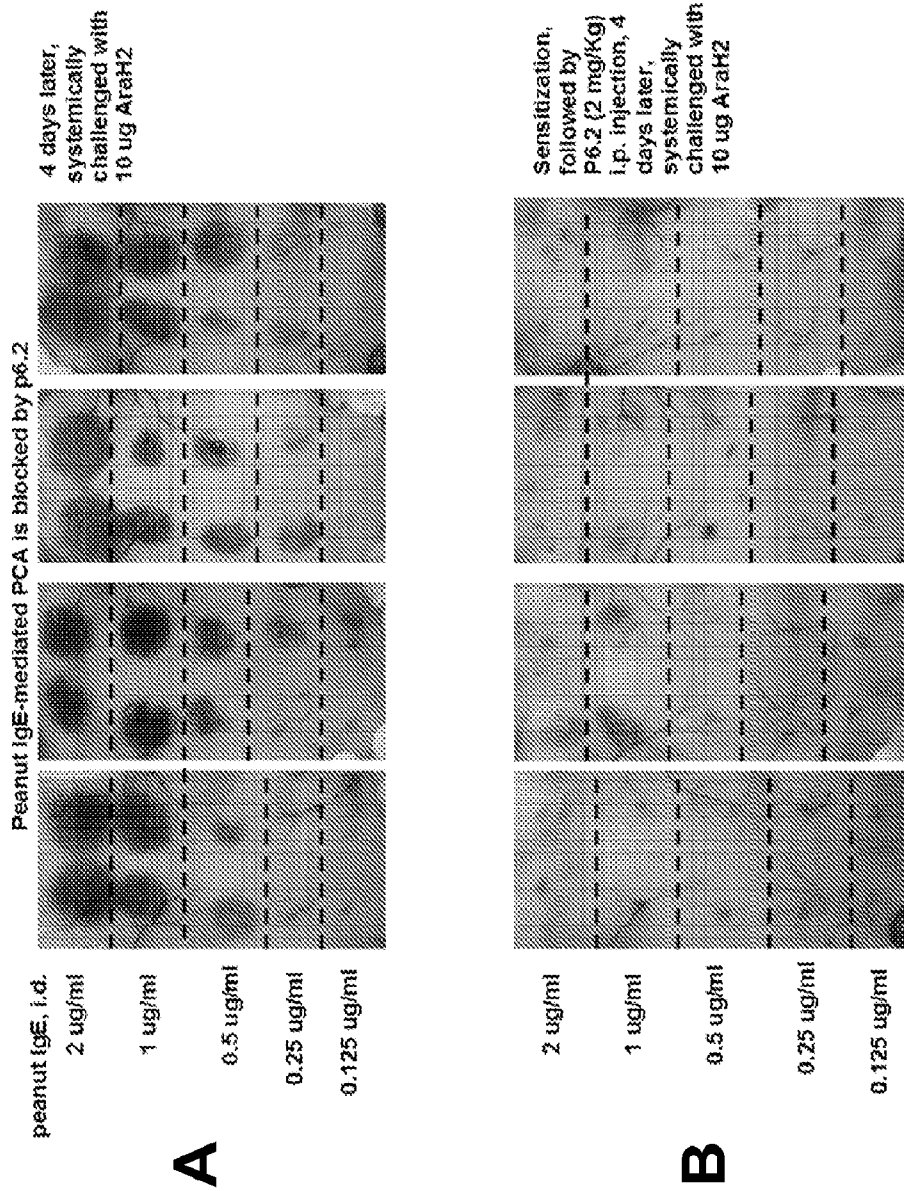 Peanut IgE-mediated PCA is blocked by p6.2
A
peanut IgE, i.d.
2 ug/ml
1 ug/ml
0.5 ug/ml
0.25 ug/ml
0.125 ug/ml
4 days later,
systemically
challenged with
10 ug AraH2
B
2 ug/ml
1 ug/ml
0.5 ug/ml
0.25 ug/ml
0.125 ug/ml
Sensitization,
followed by
P6.2 (2 mg/Kg)
i.p. injection, 4
days later,
systemically
challenged with
10 ug AraH2